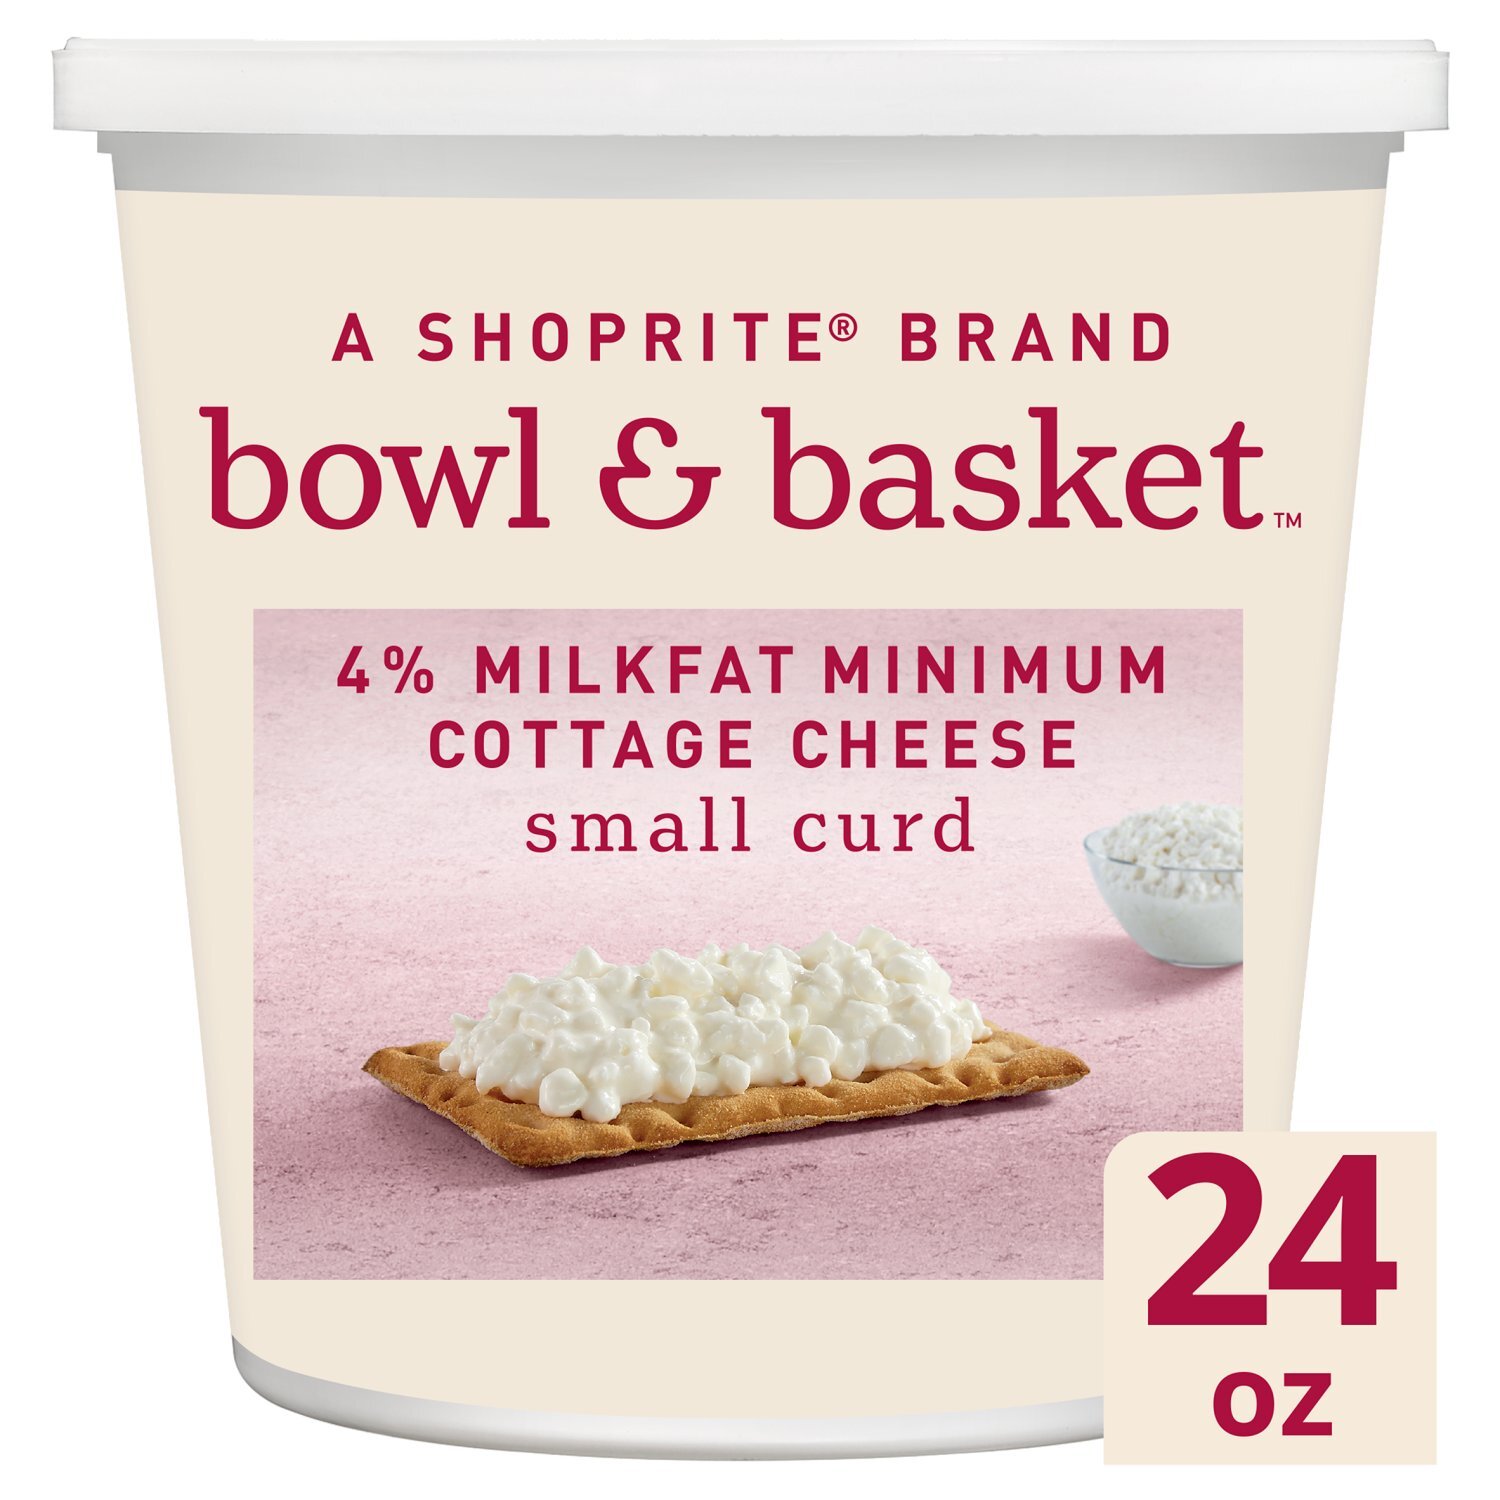 A SHOPRITE® BRAND
bowl & basket™
4% MILKFAT MINIMUM
COTTAGE CHEESE
small curd
24
oz